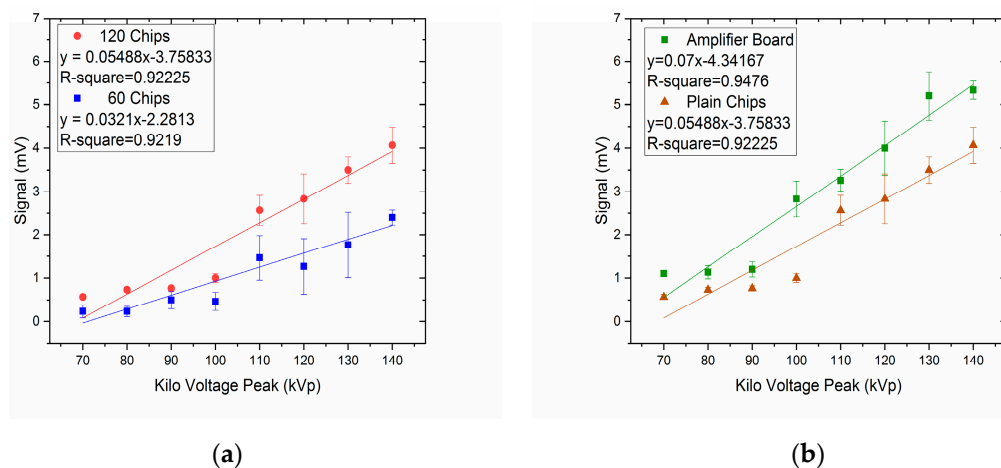 7
6
5
4
3
2
1
0
Signal (mV)
120 Chips
y = 0.05488x-3.75833
R-square=0.92225
60 Chips
y = 0.0321x-2.2813
R-square=0.9219
70 80 90 100 110 120 130 140
Kilo Voltage Peak (kVp)
(a)
7
6
5
4
3
2
1
0
Signal (mV)
Amplifier Board
y=0.07x-4.34167
R-square=0.9476
Plain Chips
y=0.05488x-3.75833
R-square=0.92225
70 80 90 100 110 120 130 140
Kilo Voltage Peak (kVp)
(b)